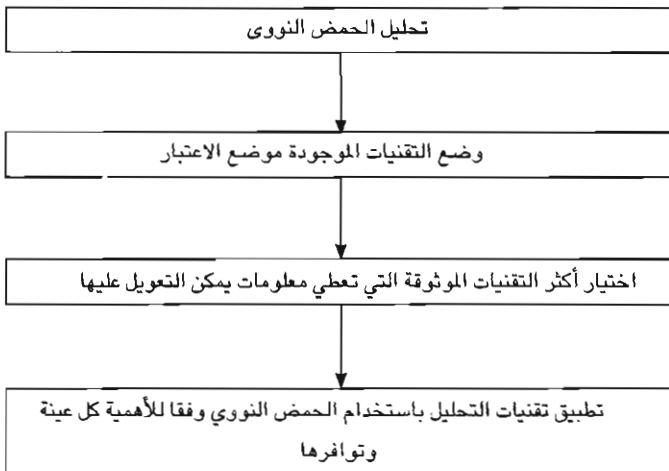 تحليل الحمض النووى
وضع التقنيات الموجودة موضع الاعتبار
اختيار أكثر التقنيات الموثوقة التي تعطي معلومات يمكن التعويل عليها
تطبيق تقنيات التحليل باستخدام الحمض النووي وفقا للأهمية كل عينة
وتوافرها